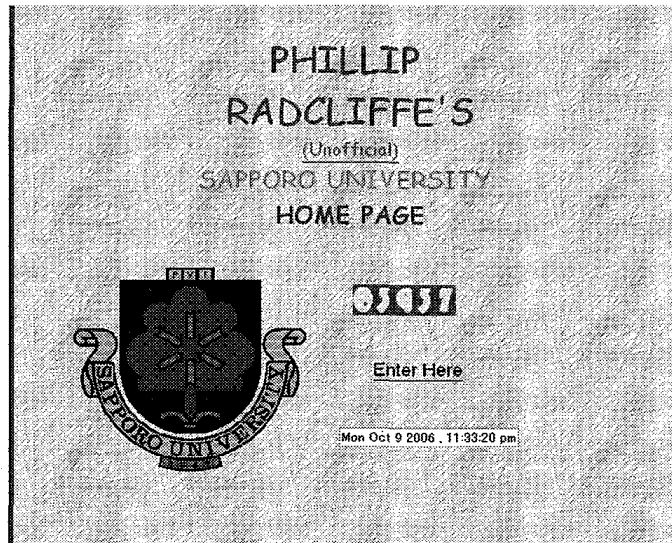 PHILLIP
RADCLIFFE'S
(Unofficial)
SAPPORO UNIVERSITY
HOME PAGE
Enter Here
SAPPORO UNIVERSITY
Mon Oct 9 2006 , 11:33:20 pm